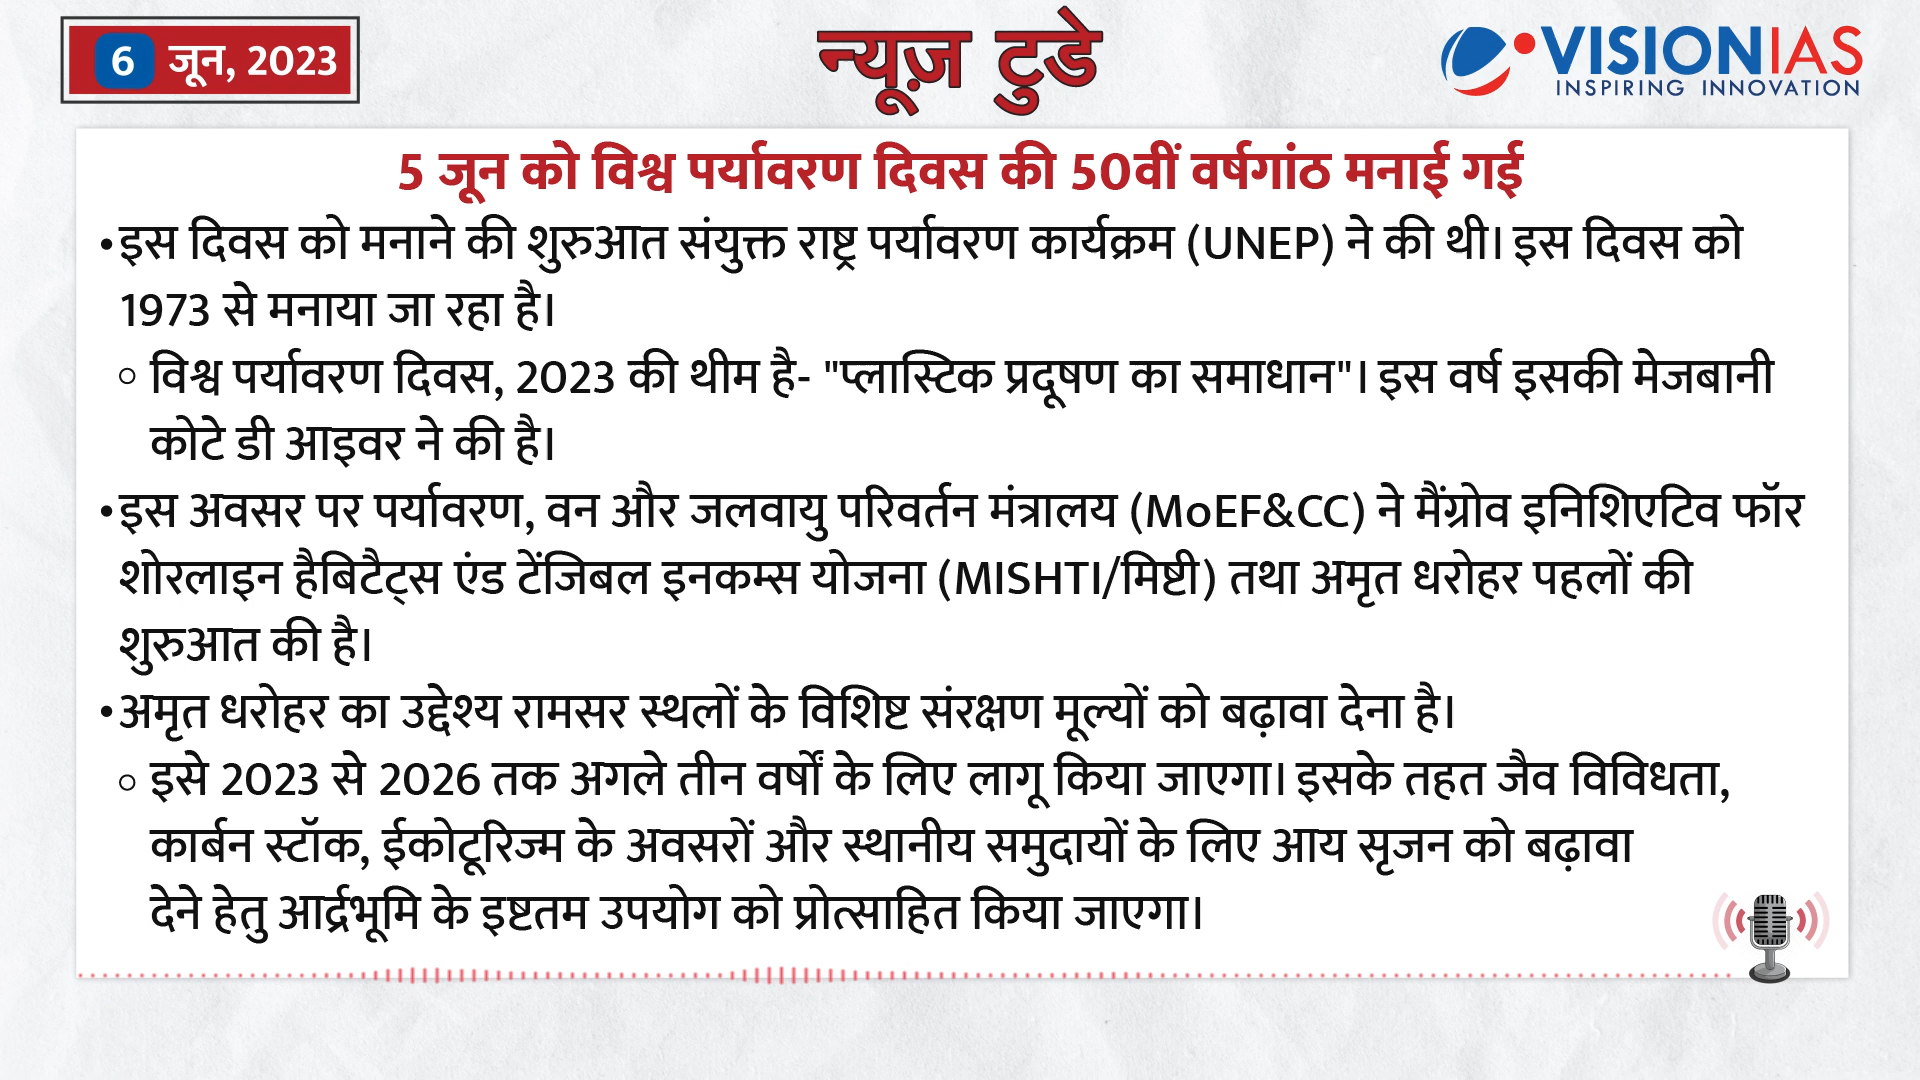 6 जून, 2023
न्यूज़ टुडे
VISIONIAS
INSPIRING INNOVATION
5 जून को विश्व पर्यावरण दिवस की 50वीं वर्षगांठ मनाई गई
•इस दिवस को मनाने की शुरुआत संयुक्त राष्ट्र पर्यावरण कार्यक्रम (UNEP) ने की थी। इस दिवस को
1973 से मनाया जा रहा है।
○ विश्व पर्यावरण दिवस, 2023 की थीम है- "प्लास्टिक प्रदूषण का समाधान"। इस वर्ष इसकी मेजबानी
कोटे डी आइवर ने की है।
•इस अवसर पर पर्यावरण, वन और जलवायु परिवर्तन मंत्रालय (MoEF&CC) ने मैंग्रोव इनिशिएटिव फॉर
शोरलाइन हैबिटैट्स एंड टेंजिबल इनकम्स योजना (MISHTI/मिष्टी) तथा अमृत धरोहर पहलों की
शुरुआत की है।
•अमृत धरोहर का उद्देश्य रामसर स्थलों के विशिष्ट संरक्षण मूल्यों को बढ़ावा देना है।
○ इसे 2023 से 2026 तक अगले तीन वर्षों के लिए लागू किया जाएगा। इसके तहत जैव विविधता,
कार्बन स्टॉक, ईकोटूरिज्म के अवसरों और स्थानीय समुदायों के लिए आय सृजन को बढ़ावा
देने हेतु आर्द्रभूमि के इष्टतम उपयोग को प्रोत्साहित किया जाएगा।